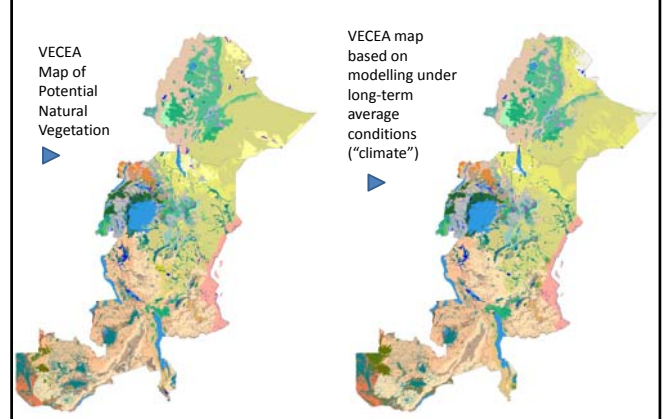 VECEA
Map of
Potential
Natural
Vegetation
VECEA map
based on
modelling under
long-term
average
conditions
(“climate”)